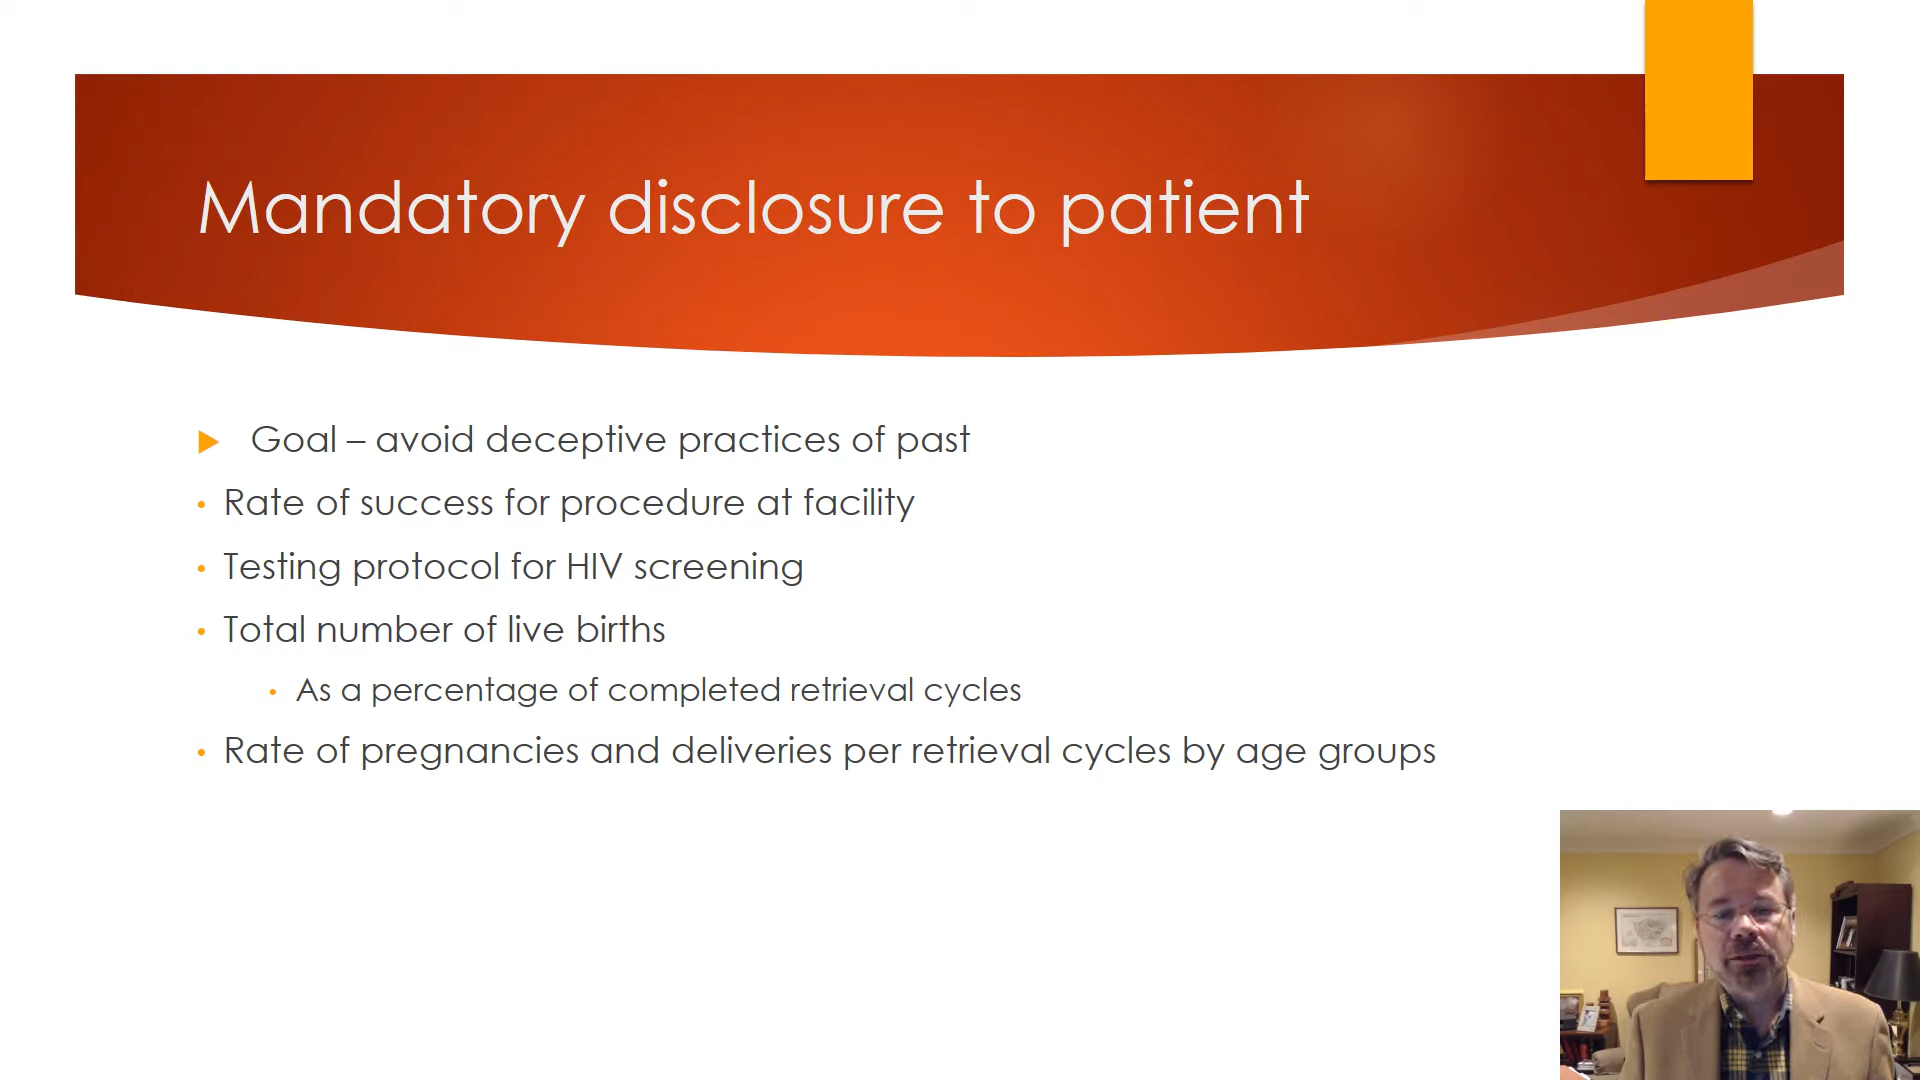 Mandatory disclosure to patient
Goal – avoid deceptive practices of past
Rate of success for procedure at facility
Testing protocol for HIV screening
Total number of live births
As a percentage of completed retrieval cycles
Rate of pregnancies and deliveries per retrieval cycles by age groups